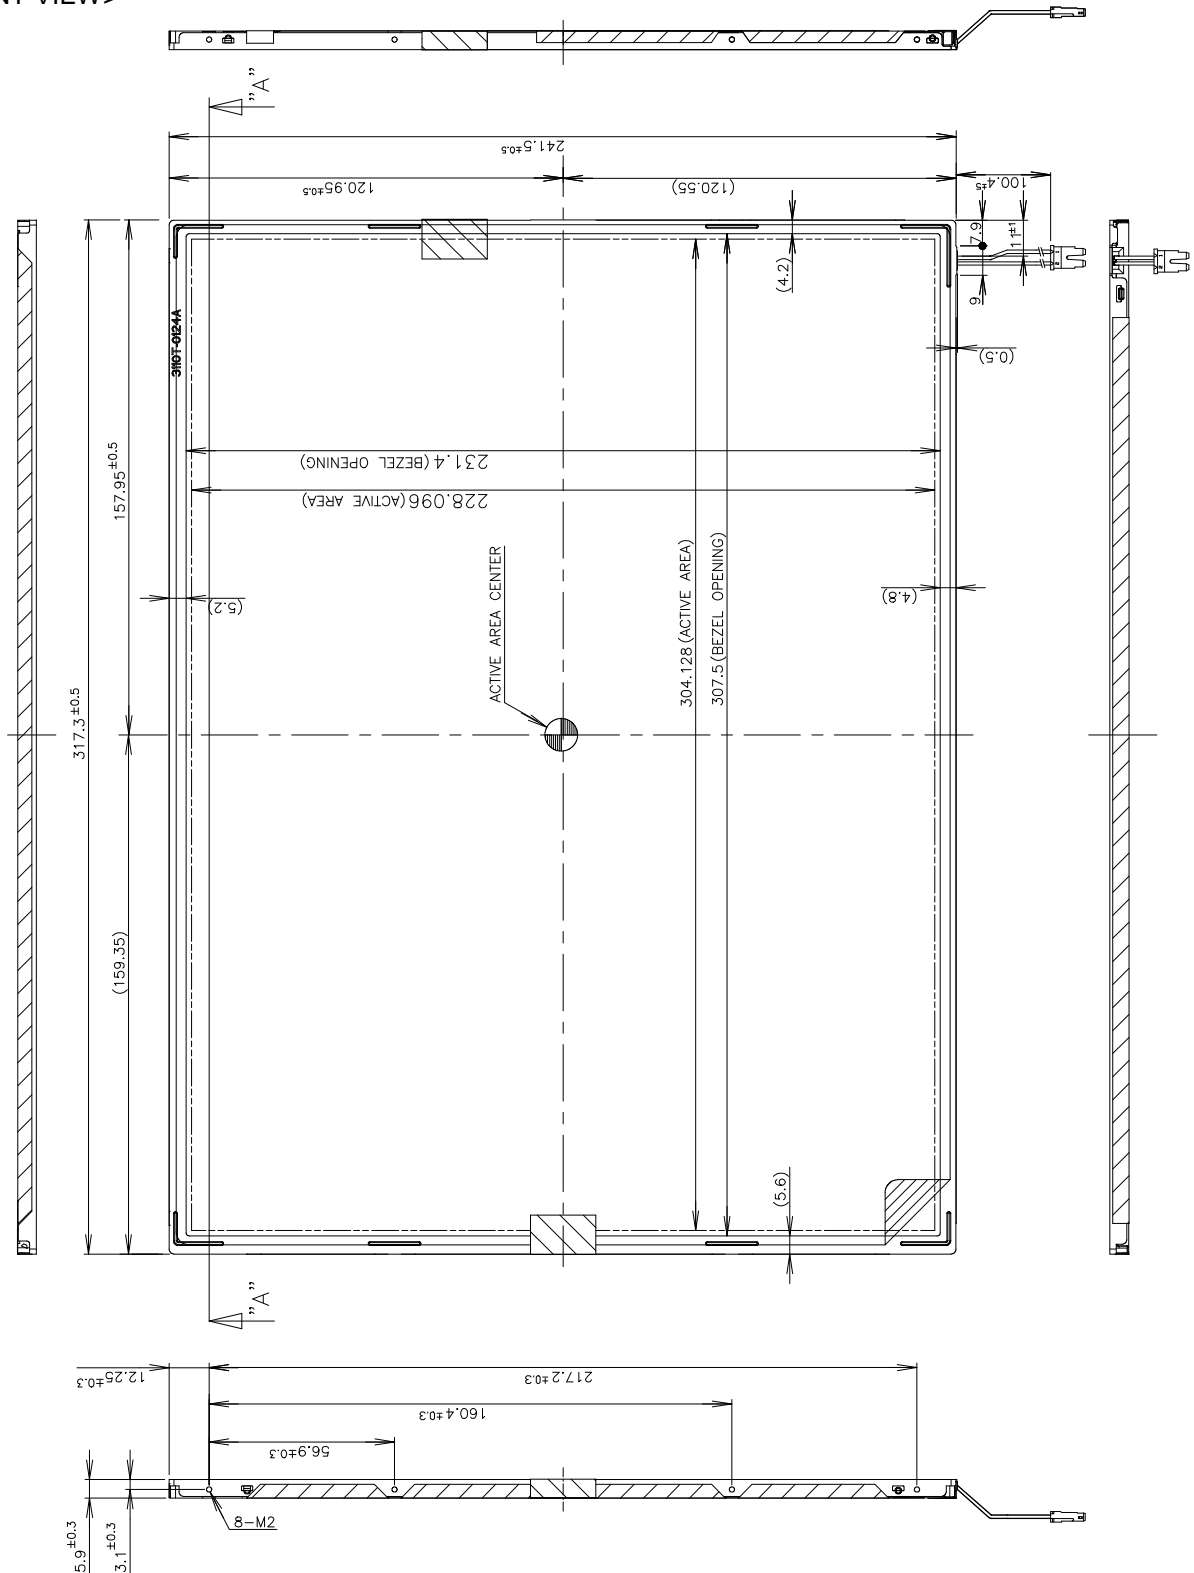 NT VIEW>
"A"
241.5±0.5
120.95±0.5
(120.55)
100.4±5
7.9
11±1
9
(4.2)
(0.5)
1
2
1
2
3110T-0124A
157.95±0.5
231.4 (BEZEL OPENING)
228.096 (ACTIVE AREA)
ACTIVE AREA CENTER
304.128 (ACTIVE AREA)
307.5 (BEZEL OPENING)
(5.2)
(4.8)
317.3±0.5
(159.35)
(5.6)
"A"
12.25±0.3
217.2±0.3
160.4±0.3
56.9±0.3
8-M2
5.9±0.3
3.1±0.3